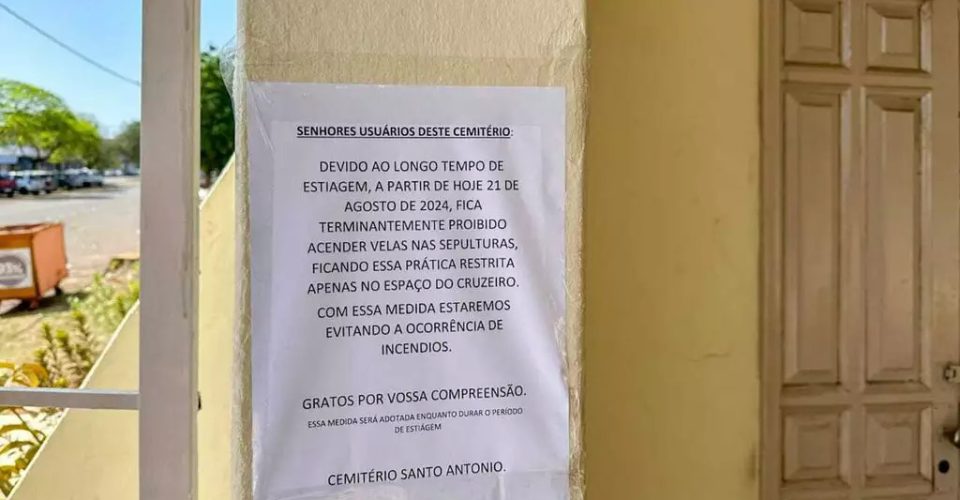 SENHORES USUÁRIOS DESTE CEMITÉRIO:
DEVIDO AO LONGO TEMPO DE
ESTIAGEM, A PARTIR DE HOJE 21 DE
AGOSTO DE 2024, FICA
TERMINANTEMENTE PROIBIDO
ACENDER VELAS NAS SEPULTURAS,
FICANDO ESSA PRÁTICA RESTRITA
APENAS NO ESPAÇO DO CRUZEIRO.
COM ESSA MEDIDA ESTAREMOS
EVITANDO A OCORRÊNCIA DE
INCENDIOS.
GRATOS POR VOSSA COMPREENSÃO.
ESSA MEDIDA SERÁ ADOTADA ENQUANTO DURAR O PERÍODO
DE ESTIÁGEM
CEMITÉRIO SANTO ANTONIO.